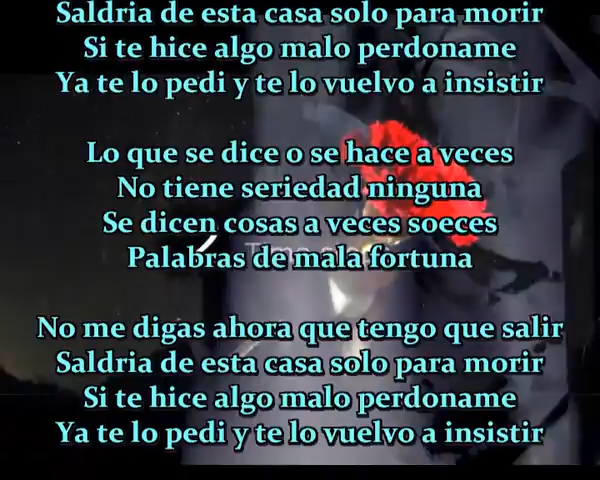 Saldria de esta casa solo para morir
Si te hice algo malo perdoname
Ya te lo pedi y te lo vuelvo a insistir
Lo que se dice o se hace a veces
No tiene seriedad ninguna
Se dicen cosas a veces soeces
Palabras de mala fortuna
No me digas ahora que tengo que salir
Saldria de esta casa solo para morir
Si te hice algo malo perdoname
Ya te lo pedi y te lo vuelvo a insistir